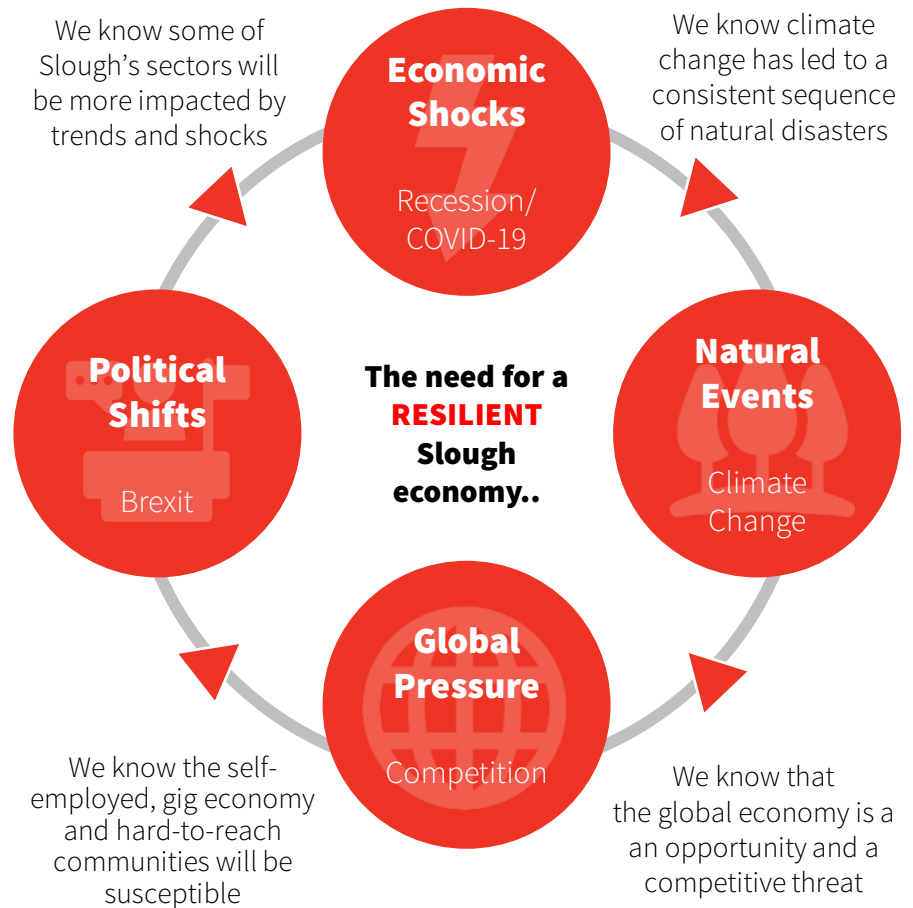 We know some of
Slough's sectors will
be more impacted by
trends and shocks
Economic
Shocks
Recession/
COVID-19
We know climate
change has led to a
consistent sequence
of natural disasters
Political
Shifts
Brexit
The need for a
RESILIENT
Slough
economy..
Natural
Events
Climate
Change
Global
Pressure
Competition
We know the self-
employed, gig economy
and hard-to-reach
communities will be
susceptible
We know that
the global economy is a
an opportunity and a
competitive threat